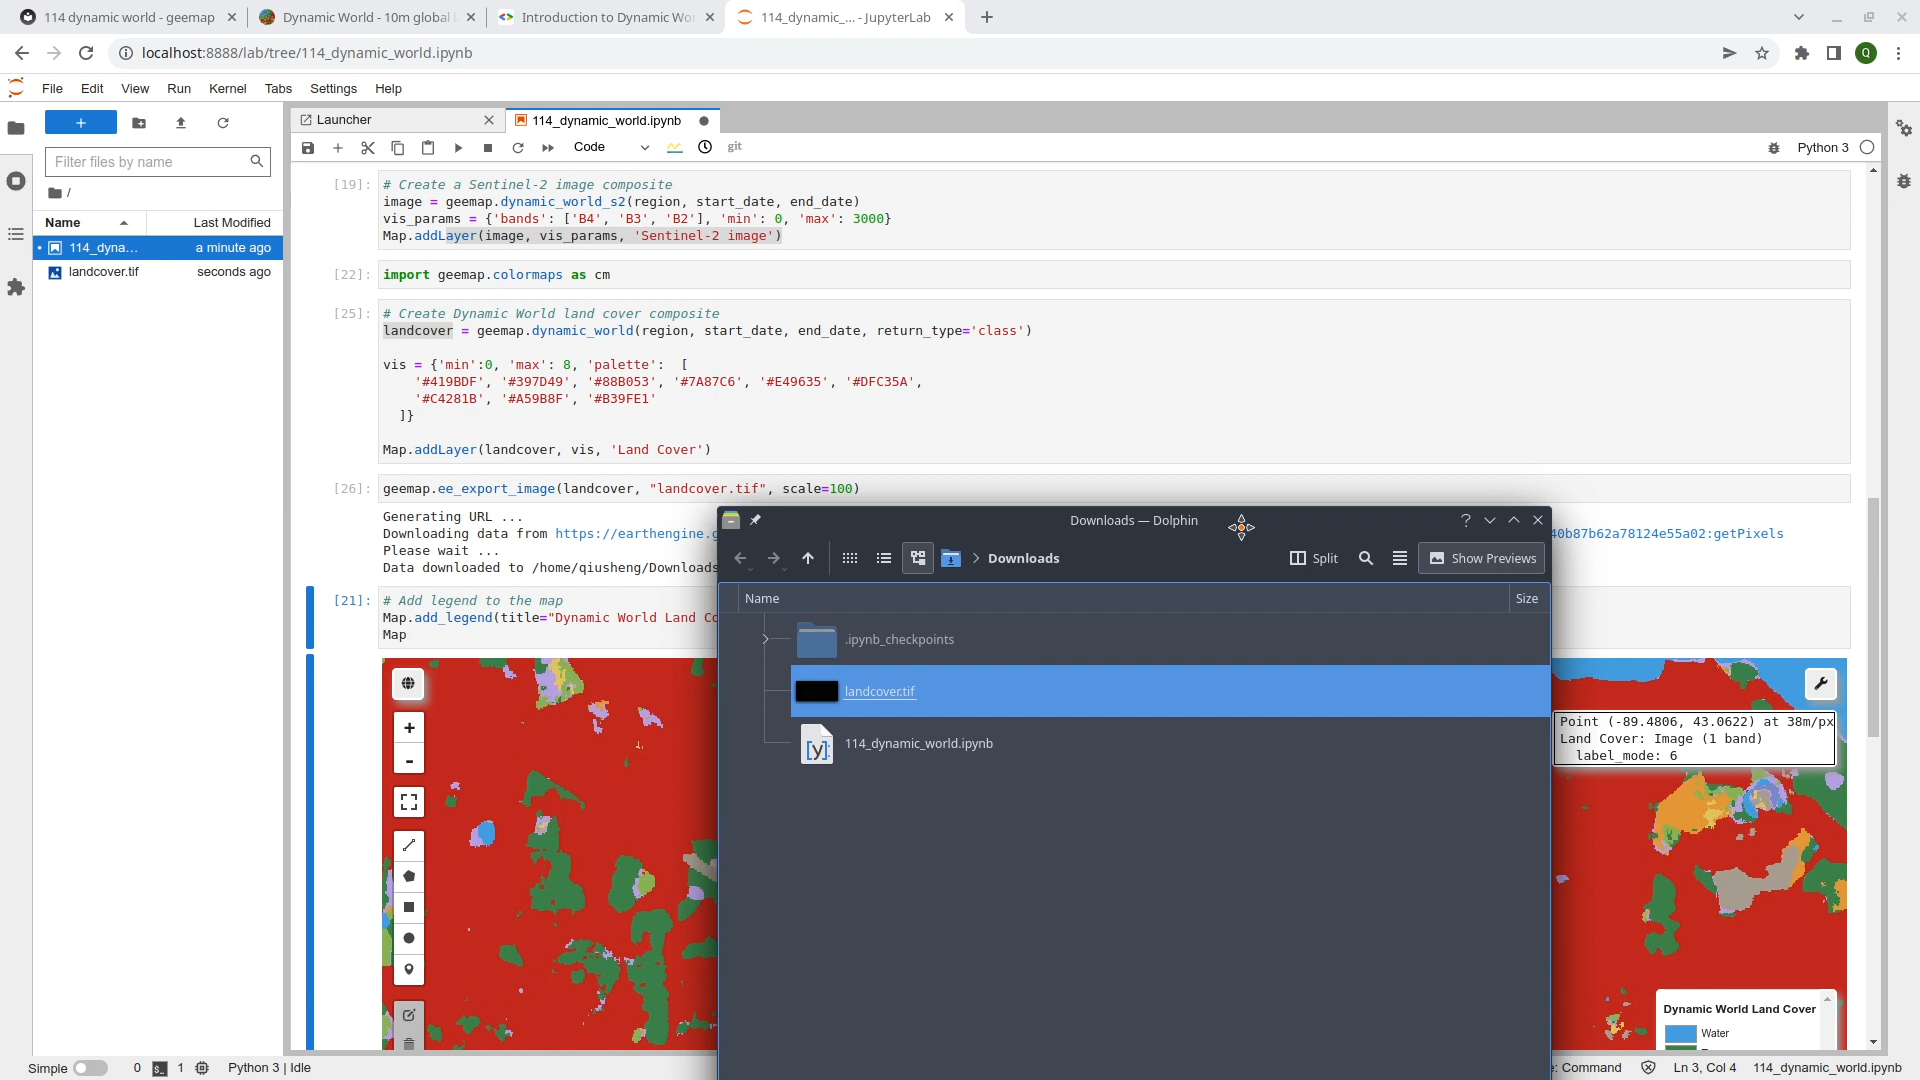 114 dynamic world - geemap
Dynamic World - 10m global
Introduction to Dynamic Wor
114_dynamic_... - JupyterLab
localhost:8888/lab/tree/114_dynamic_world.ipynb
Q
File Edit View Run Kernel Tabs Settings Help
Launcher
114_dynamic_world.ipynb
Code
git
Python 3
Filter files by name
/
Name
Last Modified
114_dyna...
a minute ago
landcover.tif
seconds ago
[19]:
# Create a Sentinel-2 image composite
image = geemap.dynamic_world_s2(region, start_date, end_date)
vis_params = {'bands': ['B4', 'B3', 'B2'], 'min': 0, 'max': 3000}
Map.addLayer(image, vis_params, 'Sentinel-2 image')
[22]:
import geemap.colormaps as cm
[25]:
# Create Dynamic World land cover composite
landcover = geemap.dynamic_world(region, start_date, end_date, return_type='class')
vis = {'min':0, 'max': 8, 'palette':  [
'#419BDF', '#397D49', '#88B053', '#7A87C6', '#E49635', '#DFC35A',
'#C4281B', '#A59B8F', '#B39FE1'
]}
Map.addLayer(landcover, vis, 'Land Cover')
[26]:
geemap.ee_export_image(landcover, "landcover.tif", scale=100)
Generating URL ...
Downloading data from https://earthengine.g
40b87b62a78124e55a02:getPixels
Please wait ...
Data downloaded to /home/qiusheng/Downloads
[21]:
# Add legend to the map
Map.add_legend(title="Dynamic World Land Co
Map
Downloads — Dolphin
Downloads
Split
Show Previews
Name
Size
.ipynb_checkpoints
landcover.tif
114_dynamic_world.ipynb
+
-
Point (-89.4806, 43.0622) at 38m/px
Land Cover: Image (1 band)
label_mode: 6
Dynamic World Land Cover
Water
Simple
0
1
Python 3 | Idle
: Command
Ln 3, Col 4
114_dynamic_world.ipynb